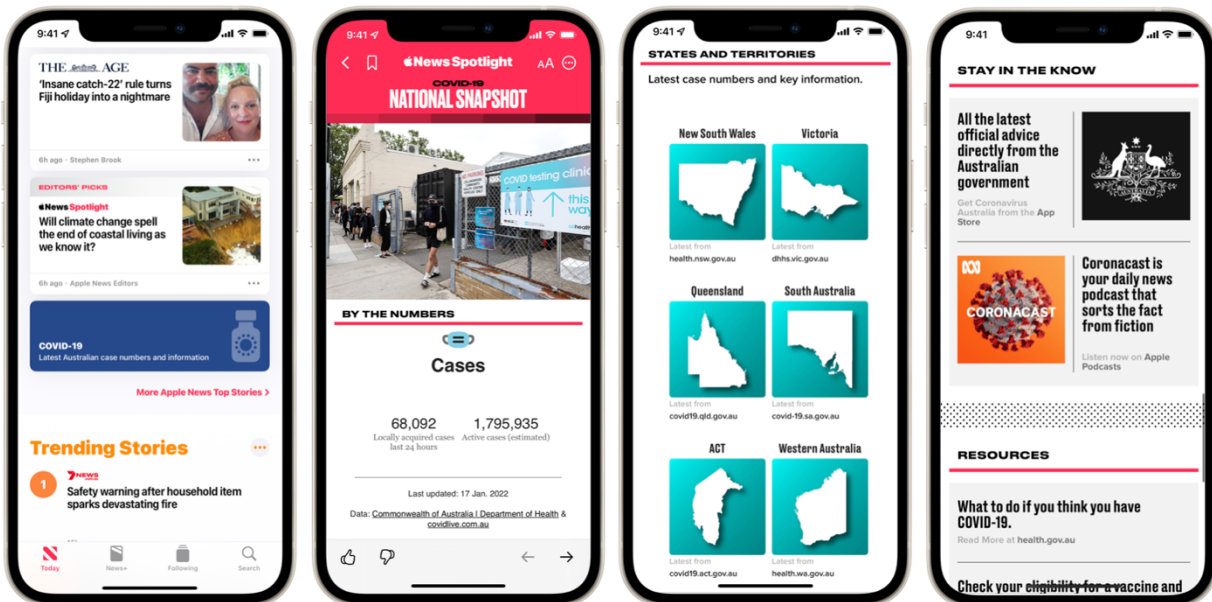 9:41
THE AGE
'Insane catch-22' rule turns
Fiji holiday into a nightmare
6h ago · Stephen Brook
EDITORS' PICKS
News Spotlight
Will climate change spell
the end of coastal living as
we know it?
6h ago · Apple News Editors
COVID-19
Latest Australian case numbers and information
More Apple News Top Stories >
Trending Stories
1
7NEWS
Safety warning after household item
sparks devastating fire
Today
News+
Following
Search
9:41
News Spotlight
AA
COVID-19
NATIONAL SNAPSHOT
COVID testing clinic
this
way
BY THE NUMBERS
Cases
68,092
Locally acquired cases
last 24 hours
1,795,935
Active cases (estimated)
Last updated: 17 Jan. 2022
Data: Commonwealth of Australia | Department of Health &
covidlive.com.au
9:41
STATES AND TERRITORIES
Latest case numbers and key information.
New South Wales
Latest from
health.nsw.gov.au
Victoria
Latest from
dhhs.vic.gov.au
Queensland
Latest from
covid19.qld.gov.au
South Australia
Latest from
covid-19.sa.gov.au
ACT
Latest from
covid19.act.gov.au
Western Australia
Latest from
health.wa.gov.au
9:41
STAY IN THE KNOW
All the latest
official advice
directly from the
Australian
government
Get Coronavirus
Australia from the App
Store
CORONACAST
Coronacast is
your daily news
podcast that
sorts the fact
from fiction
Listen now on Apple
Podcasts
RESOURCES
What to do if you think you have
COVID-19.
Read More at health.gov.au
Check your eligibility for a vaccine and